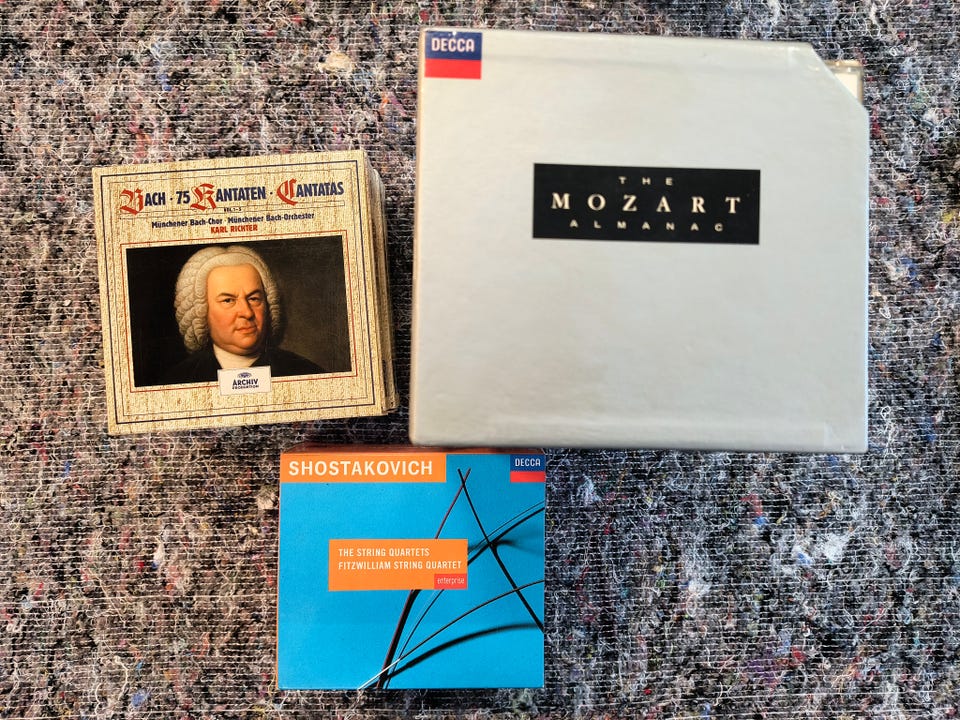 BACH · 75 KANTATEN · CANTATAS
Münchener Bach-Chor · Münchener Bach-Orchester
KARL RICHTER
ARCHIV
PRODUKTION
DECCA
THE
MOZART
ALMANAC
SHOSTAKOVICH
DECCA
THE STRING QUARTETS
FITZWILLIAM STRING QUARTET
enterprise